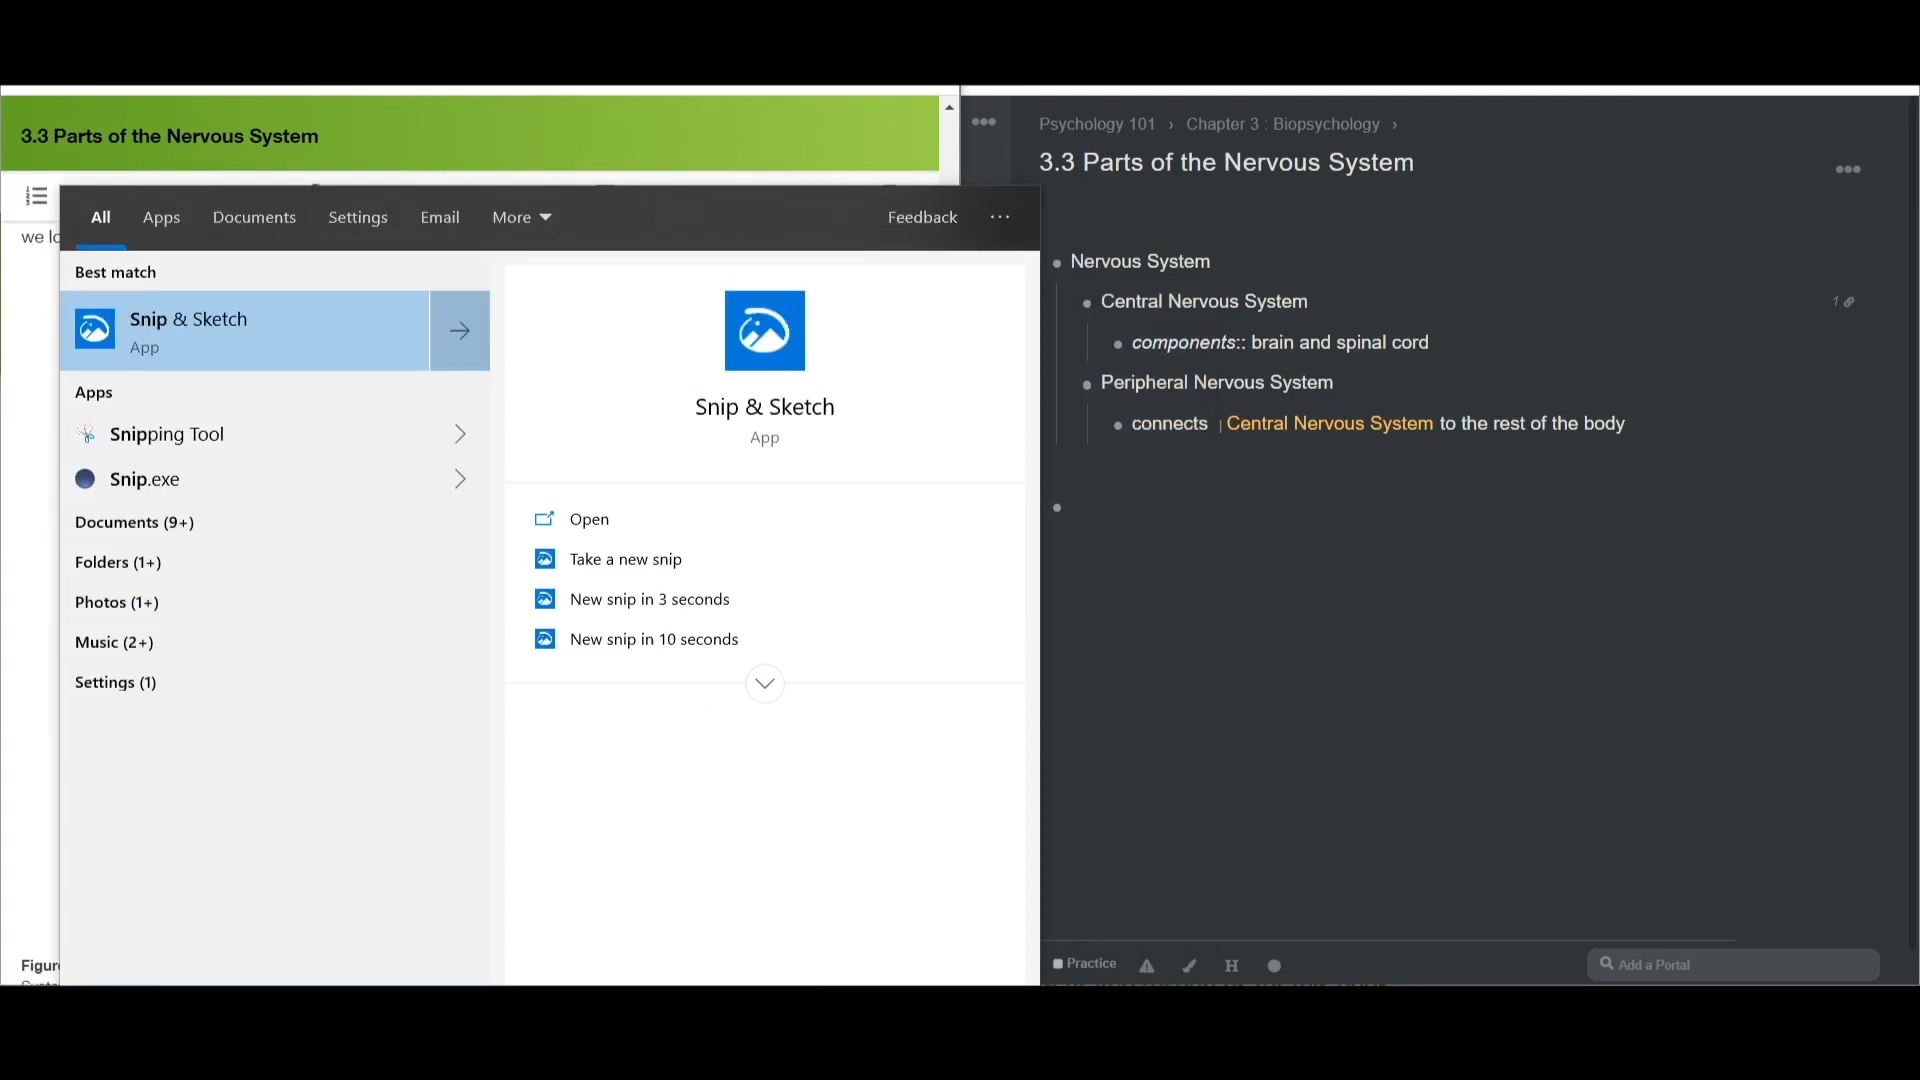 3.3 Parts of the Nervous System
we lo
All Apps Documents Settings Email More Feedback
Best match
Snip & Sketch
App
Apps
Snipping Tool
Snip.exe
Documents (9+)
Folders (1+)
Photos (1+)
Music (2+)
Settings (1)
Snip & Sketch
App
Open
Take a new snip
New snip in 3 seconds
New snip in 10 seconds
Figur
Psychology 101 › Chapter 3 : Biopsychology ›
3.3 Parts of the Nervous System
Nervous System
Central Nervous System 1
components:: brain and spinal cord
Peripheral Nervous System
connects Central Nervous System to the rest of the body
Practice H Add a Portal